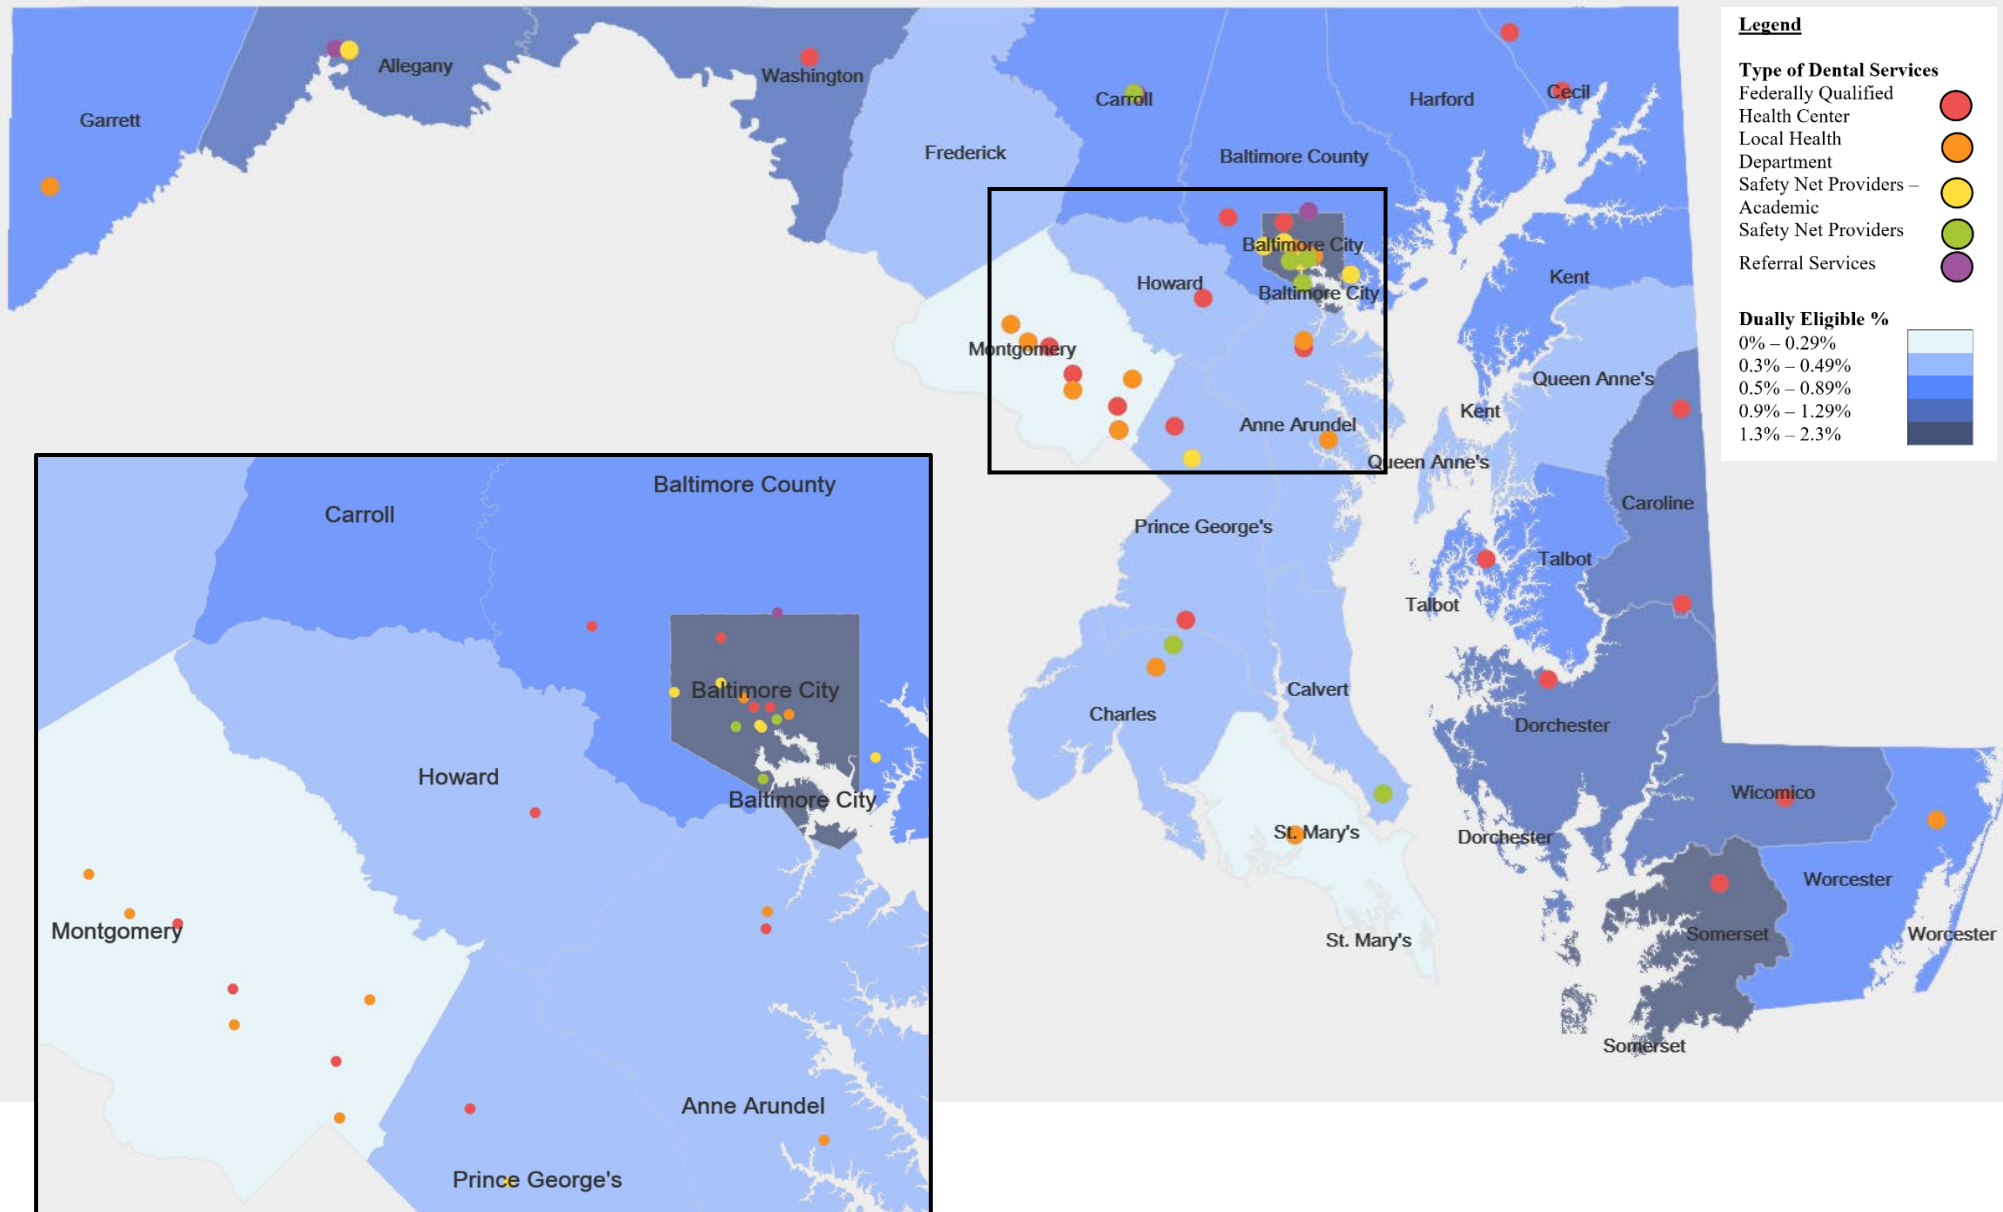 Legend
Type of Dental Services
Federally Qualified
Health Center
Local Health
Department
Safety Net Providers –
Academic
Safety Net Providers
Referral Services
Dually Eligible %
0% – 0.29%
0.3% – 0.49%
0.5% – 0.89%
0.9% – 1.29%
1.3% – 2.3%
Garrett
Allegany
Washington
Frederick
Carroll
Baltimore County
Harford
Cecil
Baltimore City
Baltimore City
Howard
Montgomery
Anne Arundel
Kent
Kent
Queen Anne's
Queen Anne's
Caroline
Talbot
Talbot
Prince George's
Charles
Calvert
St. Mary's
St. Mary's
Dorchester
Dorchester
Wicomico
Worcester
Worcester
Somerset
Somerset
Carroll
Baltimore County
Baltimore City
Baltimore City
Howard
Montgomery
Anne Arundel
Prince George's